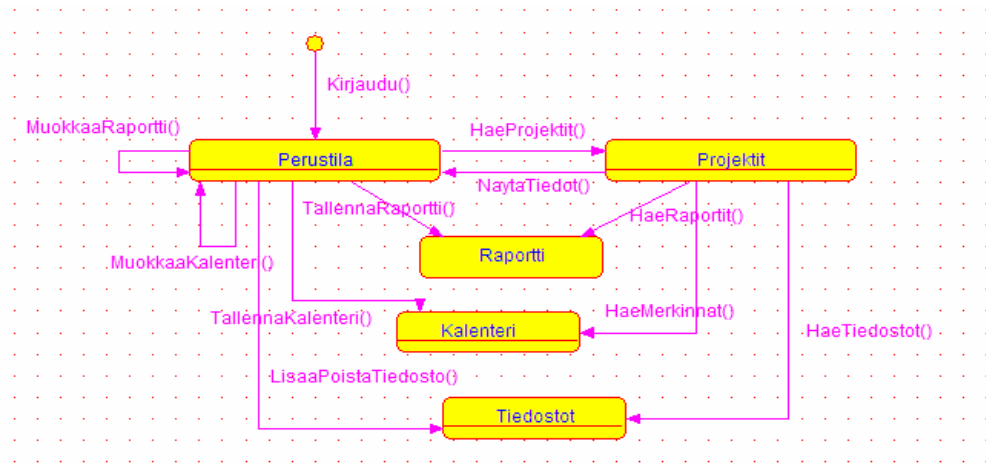 Kirjaudu()
MuokkaaRaportti()
HaeProjektit()
Perustila
Projektit
NaytaTiedot()
TallennaRaportti()
HaeRaportit()
Raportti
MuokkaaKalenteri()
TallennaKalenteri()
HaeMerkinnat()
Kalenteri
HaeTiedostot()
LisaaPoistaTiedosto()
Tiedostot